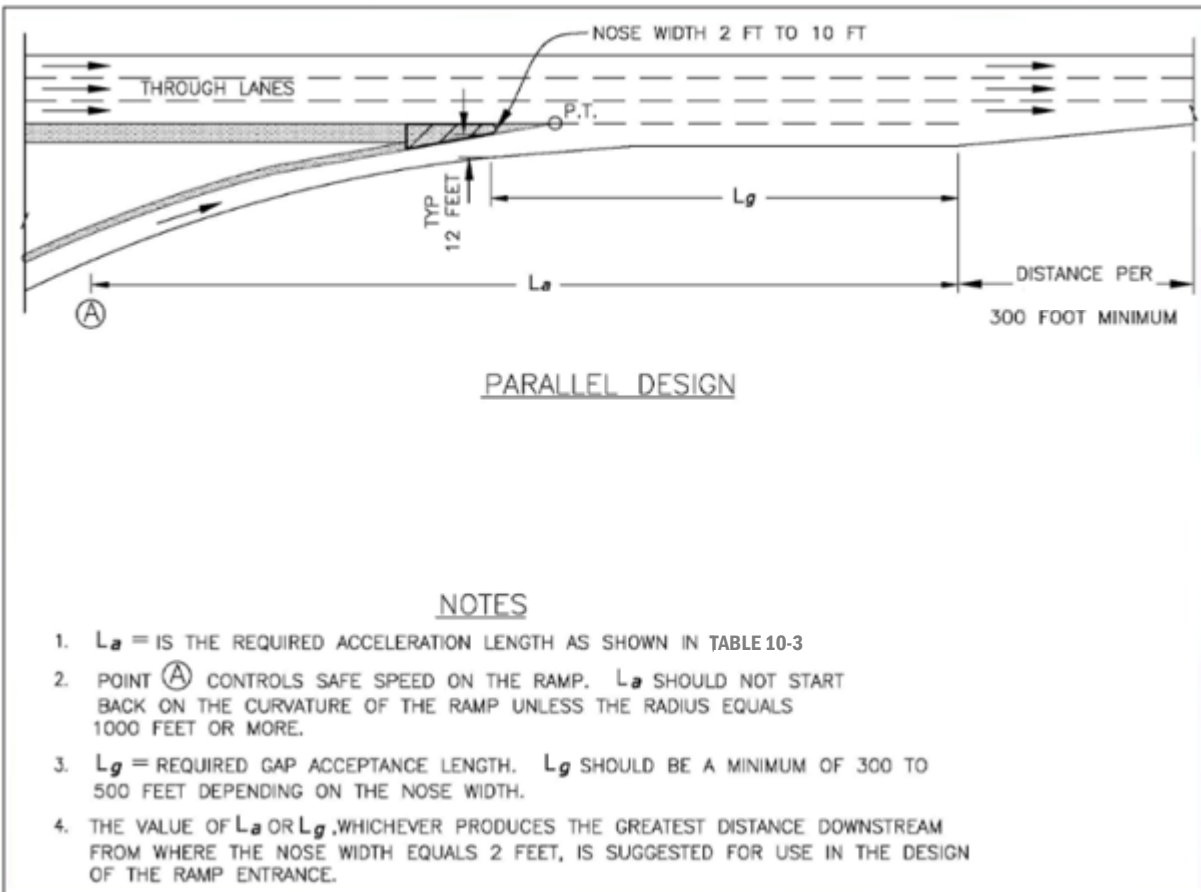 NOSE WIDTH 2 FT TO 10 FT
THROUGH LANES
P.T.
TYP
12 FEET
Lg
La
A
DISTANCE PER
300 FOOT MINIMUM
PARALLEL DESIGN
NOTES
1. La = IS THE REQUIRED ACCELERATION LENGTH AS SHOWN IN TABLE 10-3
2. POINT A CONTROLS SAFE SPEED ON THE RAMP. La SHOULD NOT START
BACK ON THE CURVATURE OF THE RAMP UNLESS THE RADIUS EQUALS
1000 FEET OR MORE.
3. Lg = REQUIRED GAP ACCEPTANCE LENGTH. Lg SHOULD BE A MINIMUM OF 300 TO
500 FEET DEPENDING ON THE NOSE WIDTH.
4. THE VALUE OF La OR Lg ,WHICHEVER PRODUCES THE GREATEST DISTANCE DOWNSTREAM
FROM WHERE THE NOSE WIDTH EQUALS 2 FEET, IS SUGGESTED FOR USE IN THE DESIGN
OF THE RAMP ENTRANCE.